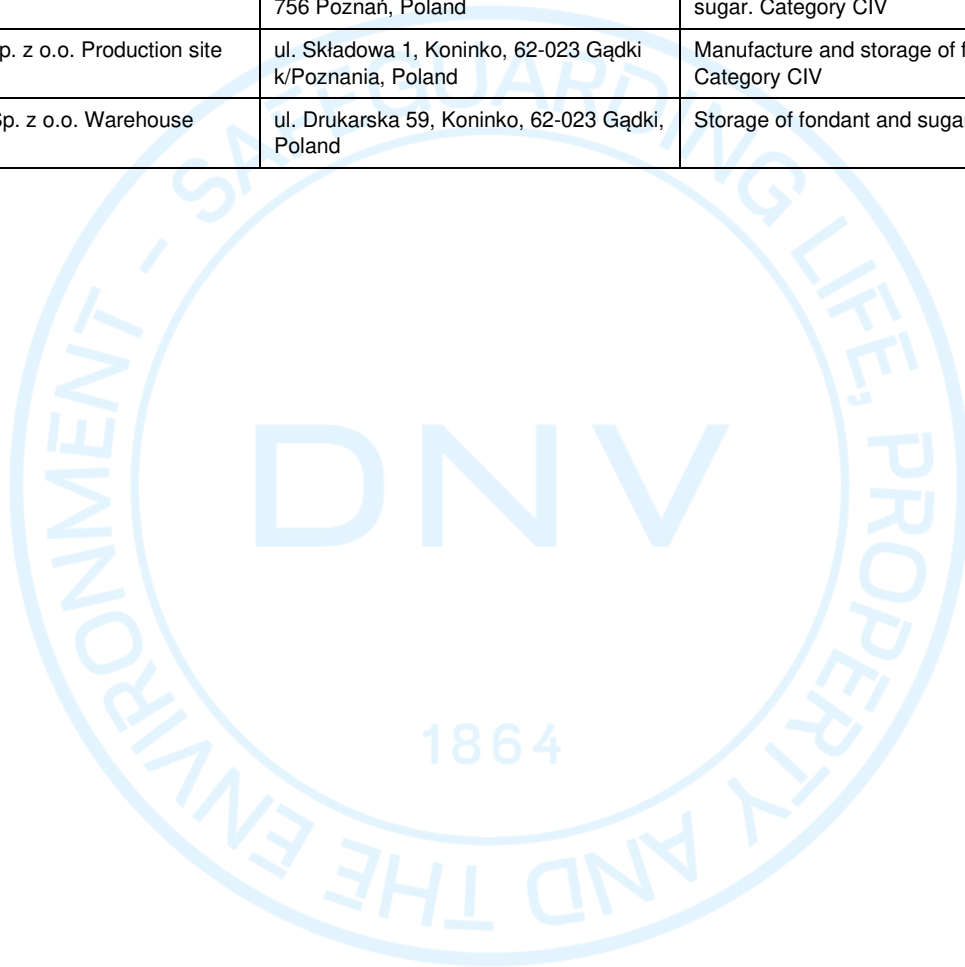 756 Poznań, Poland
sugar. Category CIV
p. z o.o. Production site
ul. Składowa 1, Koninko, 62-023 Gądki
k/Poznania, Poland
Manufacture and storage of f
Category CIV
Sp. z o.o. Warehouse
ul. Drukarska 59, Koninko, 62-023 Gądki,
Poland
Storage of fondant and sugar
SAFEGUARDING LIFE, PROPERTY AND THE ENVIRONMENT -
DNV
1864